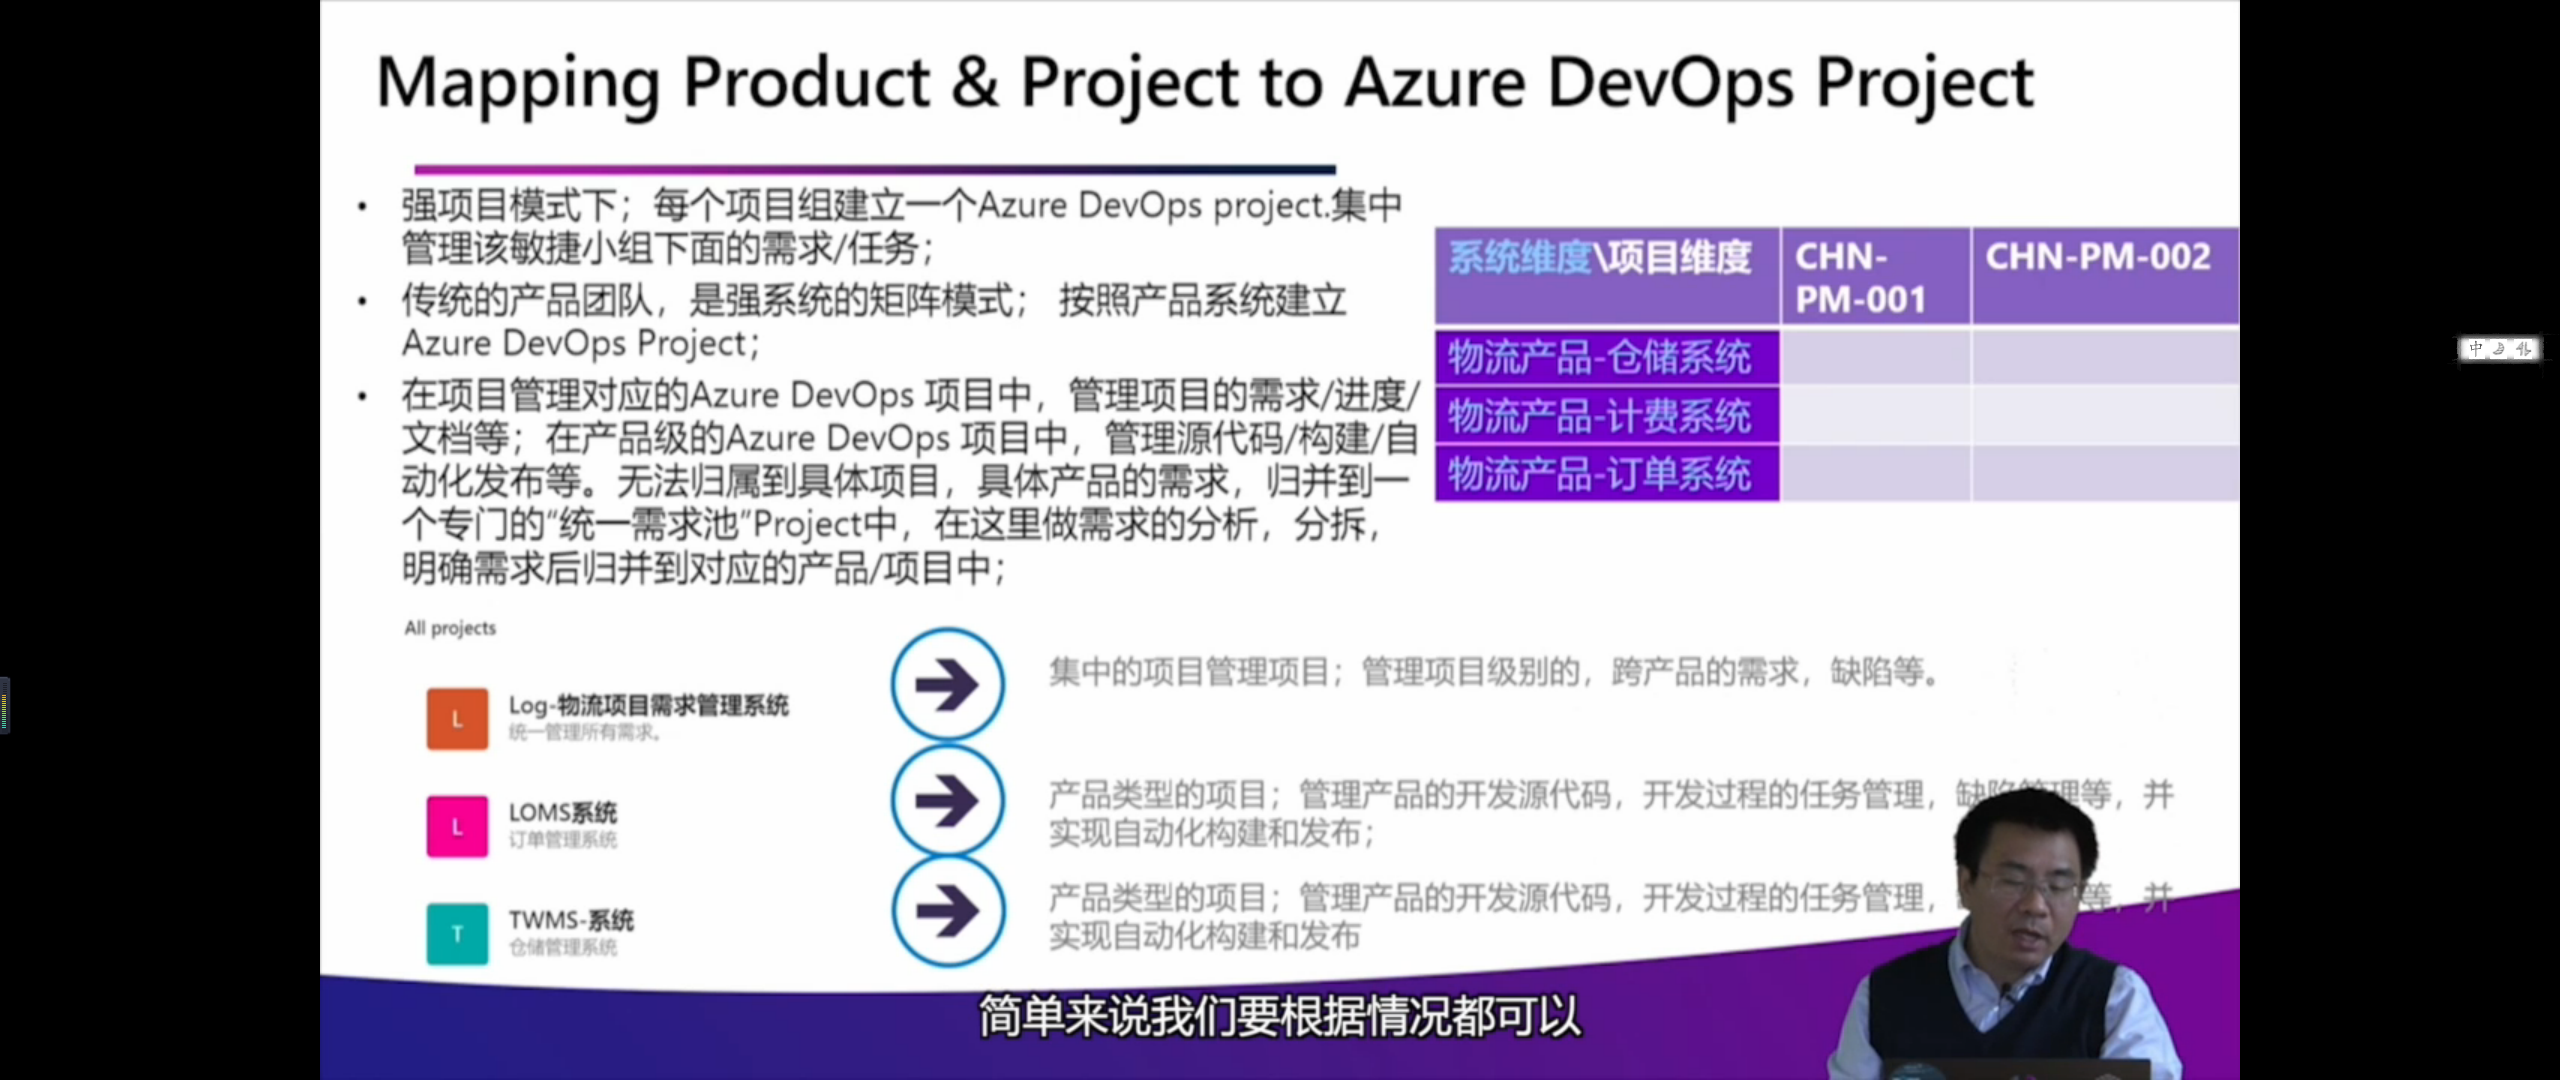 Mapping Product & Project to Azure DevOps Project
• 强项目模式下；每个项目组建立一个Azure DevOps project.集中
管理该敏捷小组下面的需求/任务；
• 传统的产品团队，是强系统的矩阵模式； 按照产品系统建立
Azure DevOps Project；
• 在项目管理对应的Azure DevOps 项目中，管理项目的需求/进度/
文档等；在产品级的Azure DevOps 项目中，管理源代码/构建/自
动化发布等。无法归属到具体项目，具体产品的需求，归并到一
个专门的“统一需求池”Project中，在这里做需求的分析，分拆，
明确需求后归并到对应的产品/项目中；
系统维度\项目维度
CHN-
PM-001
CHN-PM-002
物流产品-仓储系统
物流产品-计费系统
物流产品-订单系统
All projects
L
Log-物流项目需求管理系统
统一管理所有需求。
集中的项目管理项目；管理项目级别的，跨产品的需求，缺陷等。
L
LOMS系统
订单管理系统
产品类型的项目；管理产品的开发源代码，开发过程的任务管理，缺陷管理等，并
实现自动化构建和发布；
T
TWMS-系统
仓储管理系统
产品类型的项目；管理产品的开发源代码，开发过程的任务管理， 等，并
实现自动化构建和发布
简单来说我们要根据情况都可以
中